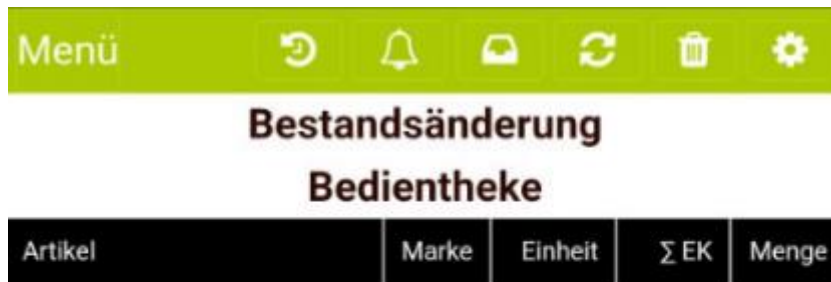 Menü
Bestandsänderung
Bedientheke
Artikel Marke Einheit ∑ EK Menge